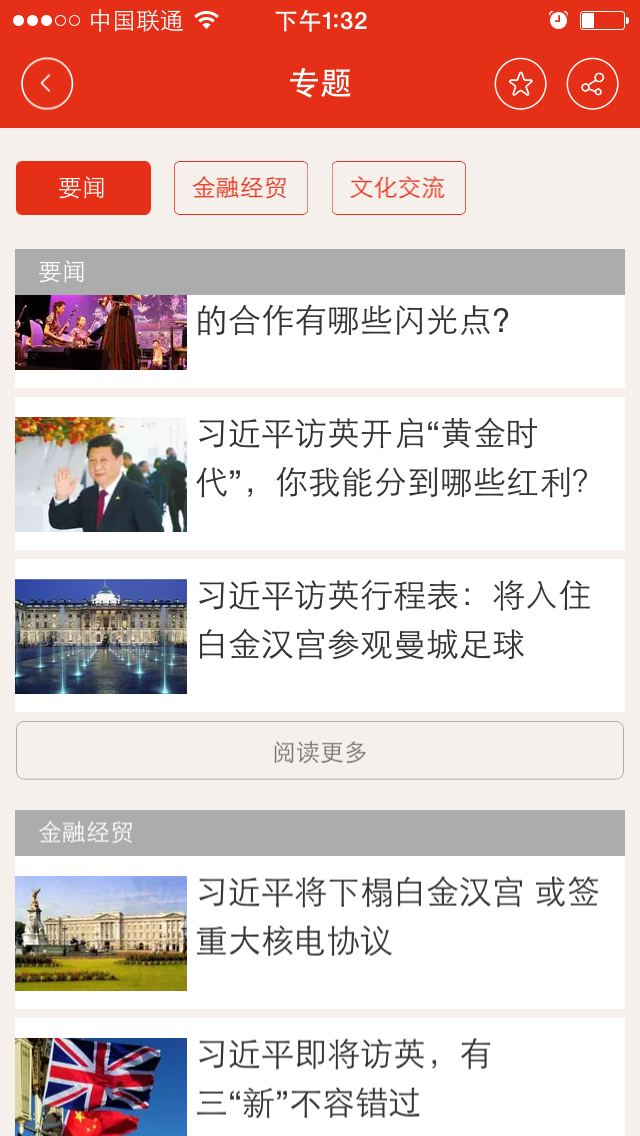 中国联通 下午1:32
专题
要闻 金融经贸 文化交流
要闻
的合作有哪些闪光点?
习近平访英开启“黄金时
代”，你我能分到哪些红利?
习近平访英行程表：将入住
白金汉宫参观曼城足球
阅读更多
金融经贸
习近平将下榻白金汉宫 或签
重大核电协议
习近平即将访英，有
三“新”不容错过